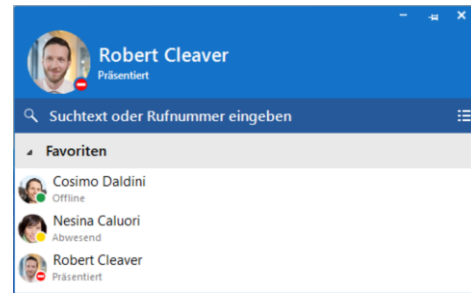 Robert Cleaver
Präsentiert
Suchtext oder Rufnummer eingeben
Favoriten
Cosimo Daldini
Offline
Nesina Caluori
Abwesend
Robert Cleaver
Präsentiert